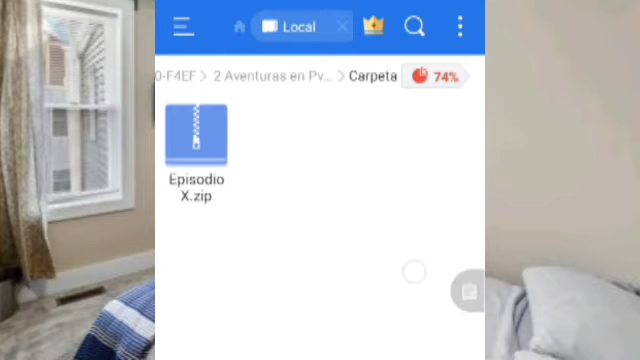 Local
0-F4EF > 2 Aventuras en Pv... > Carpeta 74%
Episodio
X.zip